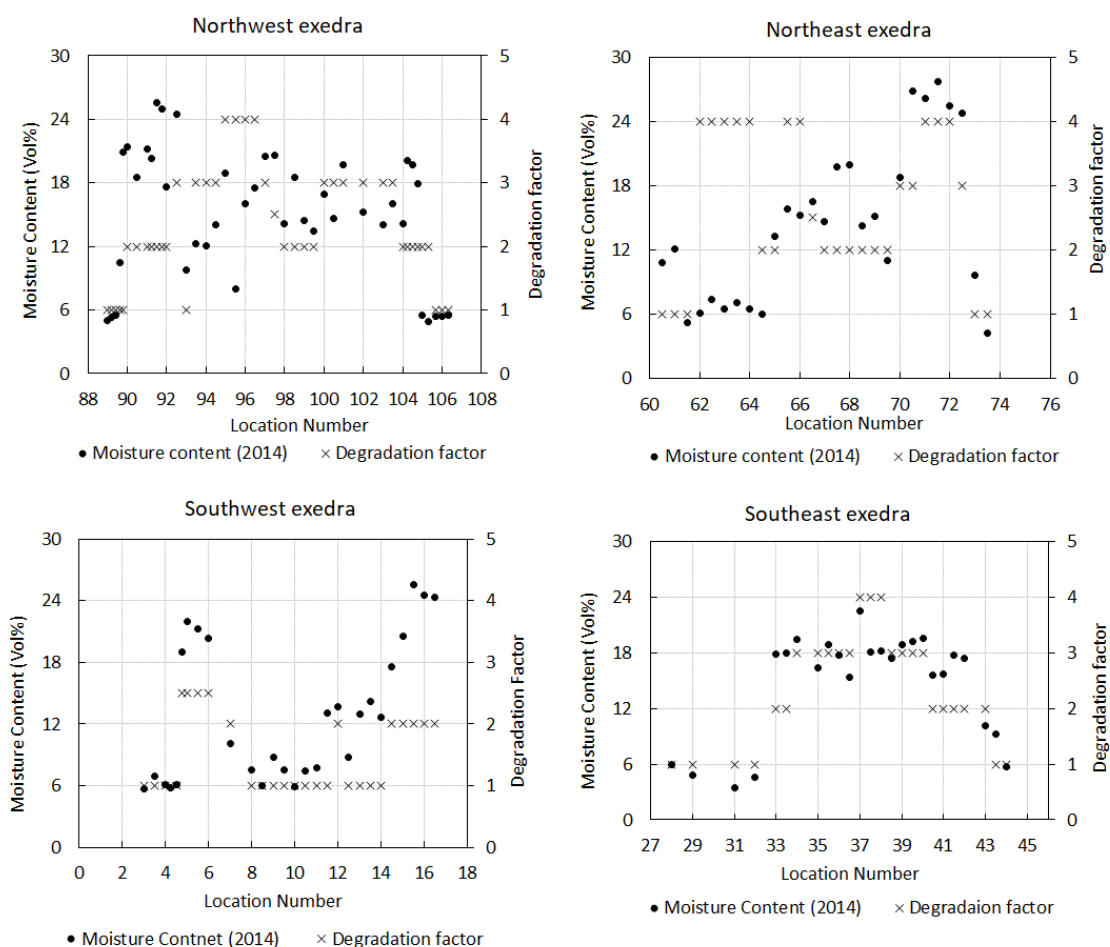 Northwest exedra
30
24
18
12
6
0
Moisture Content (Vol%)
5
4
3
2
1
0
Degradation factor
88 90 92 94 96 98 100 102 104 106 108
Location Number
Moisture content (2014) × Degradation factor
Northeast exedra
30
24
18
12
6
0
Moisture Content (Vol%)
5
4
3
2
1
0
Degradation factor
60 62 64 66 68 70 72 74 76
Location Number
Moisture content (2014) × Degradation factor
Southwest exedra
30
24
18
12
6
0
Moisture Content (Vol%)
5
4
3
2
1
0
Degradation Factor
0 2 4 6 8 10 12 14 16 18
Location Number
Moisture Contnet (2014) × Degradation factor
Southeast exedra
30
24
18
12
6
0
Moisture Content (Vol%)
5
4
3
2
1
0
Degradation factor
27 29 31 33 35 37 39 41 43 45
Location Number
Moisture Content (2014) × Degradaion factor